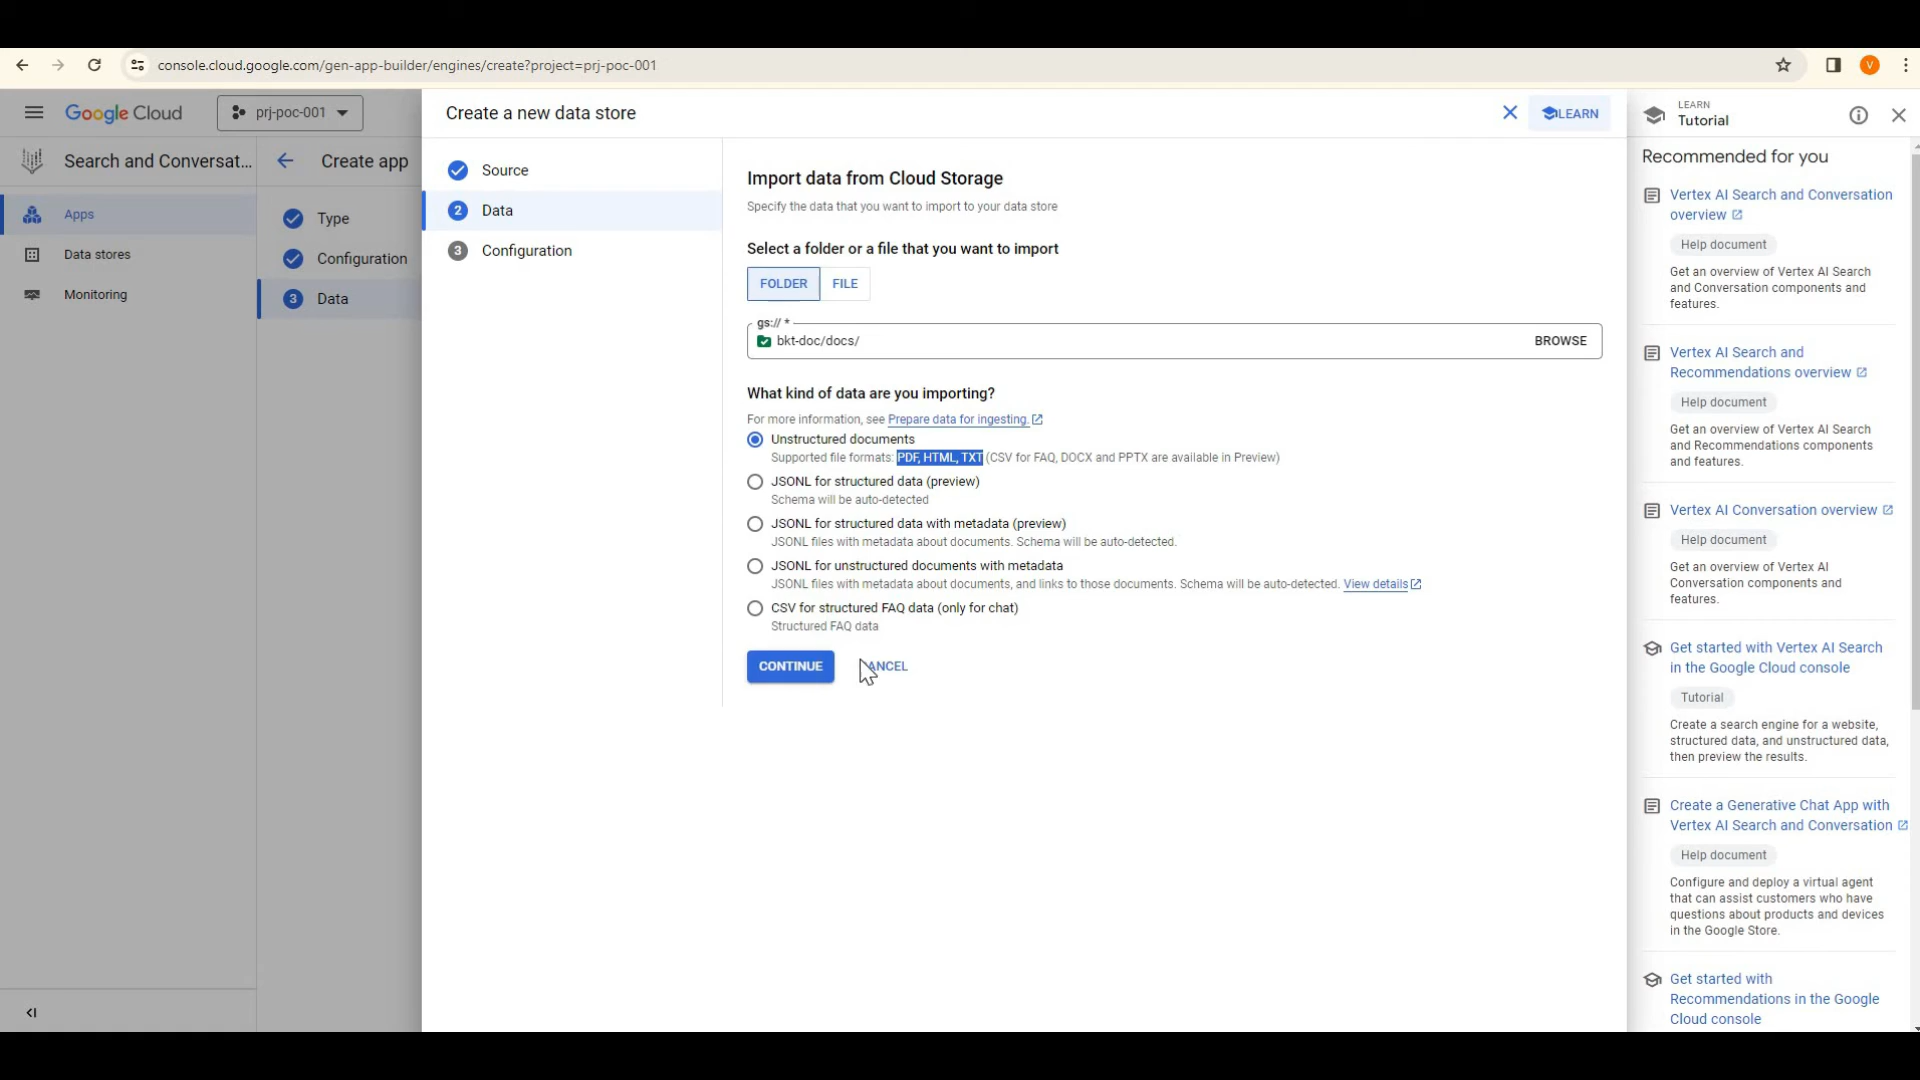 console.cloud.google.com/gen-app-builder/engines/create?project=prj-poc-001
V
Google Cloud
prj-poc-001
Search and Conversat...
Apps
Data stores
Monitoring
Create app
Type
Configuration
3
Data
Create a new data store
LEARN
Source
2
Data
3
Configuration
Import data from Cloud Storage
Specify the data that you want to import to your data store
Select a folder or a file that you want to import
FOLDER
FILE
gs:// *
bkt-doc/docs/
BROWSE
What kind of data are you importing?
For more information, see Prepare data for ingesting.
Unstructured documents
Supported file formats: PDF, HTML, TXT (CSV for FAQ, DOCX and PPTX are available in Preview)
JSONL for structured data (preview)
Schema will be auto-detected
JSONL for structured data with metadata (preview)
JSONL files with metadata about documents. Schema will be auto-detected.
JSONL for unstructured documents with metadata
JSONL files with metadata about documents, and links to those documents. Schema will be auto-detected. View details
CSV for structured FAQ data (only for chat)
Structured FAQ data
CONTINUE
CANCEL
LEARN
Tutorial
Recommended for you
Vertex AI Search and Conversation
overview
Help document
Get an overview of Vertex AI Search
and Conversation components and
features.
Vertex AI Search and
Recommendations overview
Help document
Get an overview of Vertex AI Search
and Recommendations components
and features.
Vertex AI Conversation overview
Help document
Get an overview of Vertex AI
Conversation components and
features.
Get started with Vertex AI Search
in the Google Cloud console
Tutorial
Create a search engine for a website,
structured data, and unstructured data,
then preview the results.
Create a Generative Chat App with
Vertex AI Search and Conversation
Help document
Configure and deploy a virtual agent
that can assist customers who have
questions about products and devices
in the Google Store.
Get started with
Recommendations in the Google
Cloud console